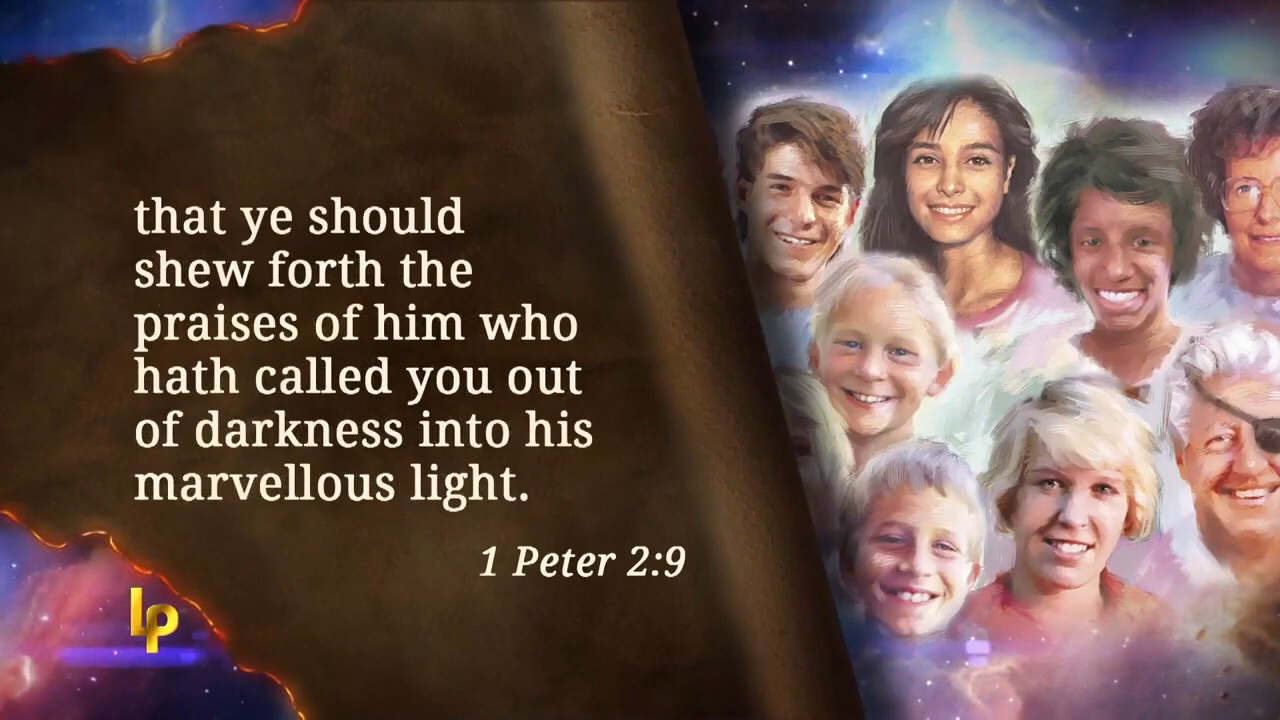 that ye should
shew forth the
praises of him who
hath called you out
of darkness into his
marvellous light.
1 Peter 2:9
lp